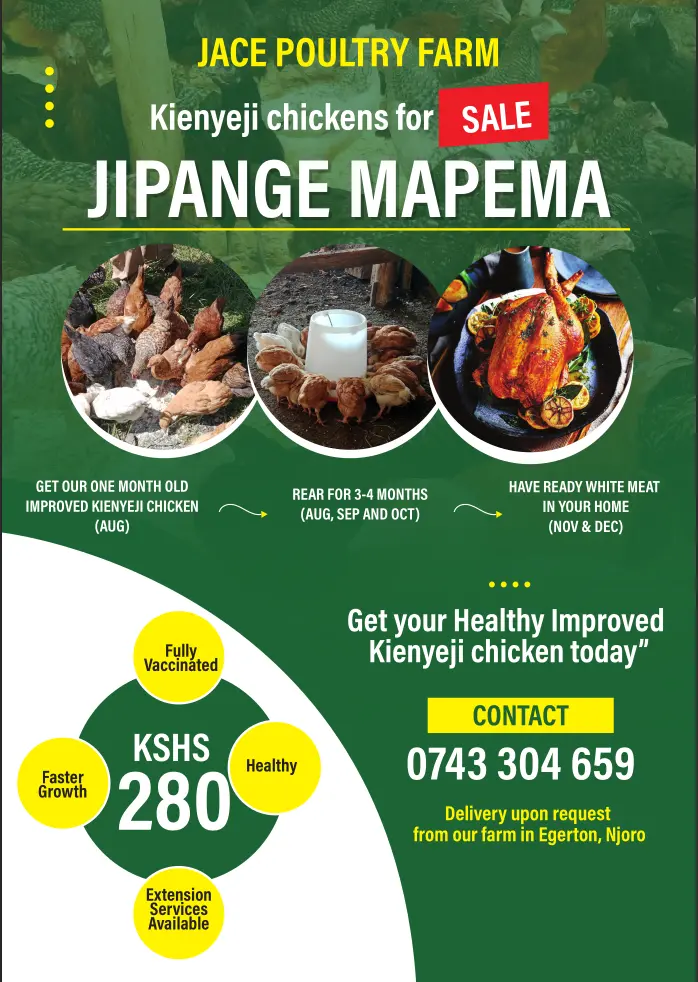 JACE POULTRY FARM
Kienyeji chickens for SALE
JIPANGE MAPEMA
GET OUR ONE MONTH OLD
IMPROVED KIENYEJI CHICKEN
(AUG)
REAR FOR 3-4 MONTHS
(AUG, SEP AND OCT)
HAVE READY WHITE MEAT
IN YOUR HOME
(NOV & DEC)
Get your Healthy Improved
Kienyeji chicken today”
CONTACT
0743 304 659
Delivery upon request
from our farm in Egerton, Njoro
Fully
Vaccinated
KSHS
280
Healthy
Faster
Growth
Extension
Services
Available